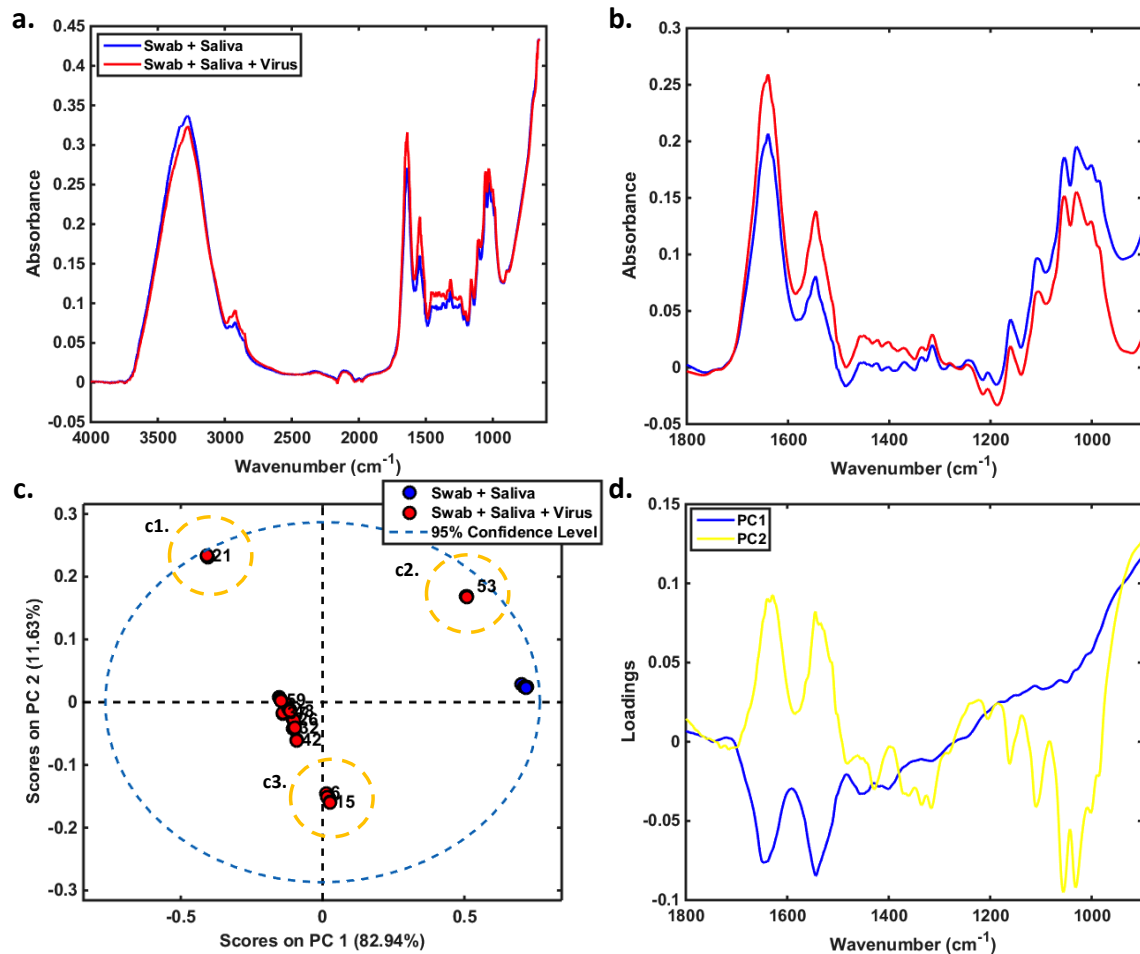 a.
0.45
0.4
0.35
0.3
0.25
0.2
0.15
0.1
0.05
0
-0.05
Absorbance
Swab + Saliva
Swab + Saliva + Virus
4000 3500 3000 2500 2000 1500 1000
Wavenumber (cm-1)
b.
0.3
0.25
0.2
0.15
0.1
0.05
0
-0.05
Absorbance
1800 1600 1400 1200 1000
Wavenumber (cm-1)
c.
Swab + Saliva
Swab + Saliva + Virus
95% Confidence Level
0.3
0.2
0.1
0
-0.1
-0.2
-0.3
Scores on PC 2 (11.63%)
c1.
21
c2.
53
59
26
32
42
c3.
6
15
-0.5 0 0.5
Scores on PC 1 (82.94%)
d.
PC1
PC2
0.15
0.10
0.05
0
-0.05
-0.1
Loadings
1800 1600 1400 1200 1000
Wavenumber (cm-1)